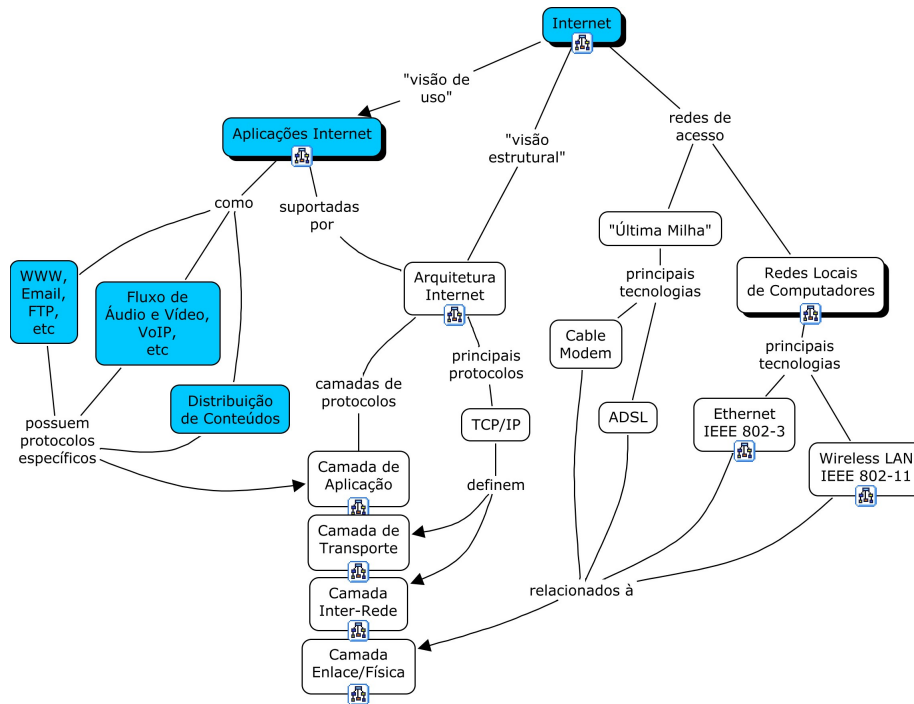 Internet
"visão de
uso"
redes de
acesso
Aplicações Internet
"visão
estrutural"
como
suportadas
por
"Última Milha"
WWW,
Email,
FTP,
etc
Fluxo de
Áudio e Vídeo,
VoIP,
etc
Arquitetura
Internet
principais
tecnologias
Redes Locais
de Computadores
Cable
Modem
principais
protocolos
principais
tecnologias
camadas de
protocolos
Distribuição
de Conteúdos
TCP/IP
ADSL
Ethernet
IEEE 802-3
possuem
protocolos
específicos
Wireless LAN
IEEE 802-11
Camada de
Aplicação
definem
Camada de
Transporte
Camada
Inter-Rede
relacionados à
Camada
Enlace/Física